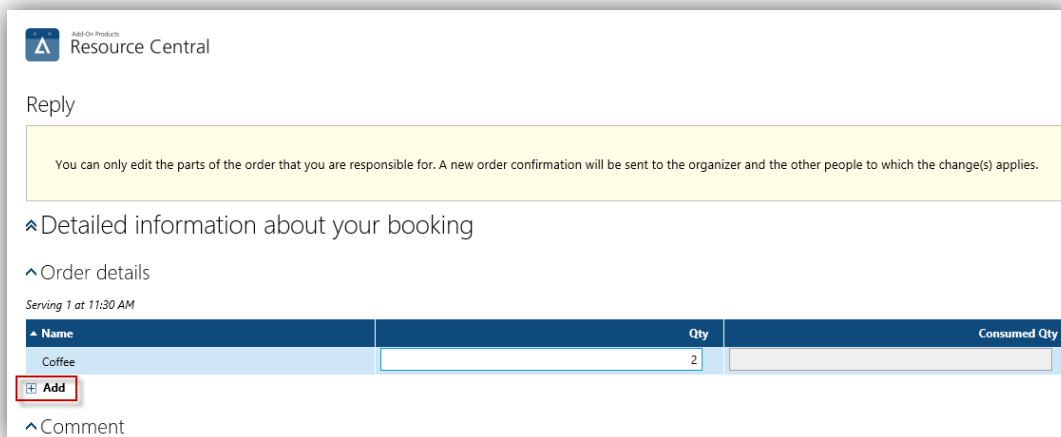 Add-On Products
Resource Central
Reply
You can only edit the parts of the order that you are responsible for. A new order confirmation will be sent to the organizer and the other people to which the change(s) applies.
Detailed information about your booking
Order details
Serving 1 at 11:30 AM
Name Qty Consumed Qty
Coffee 2
Add
Comment